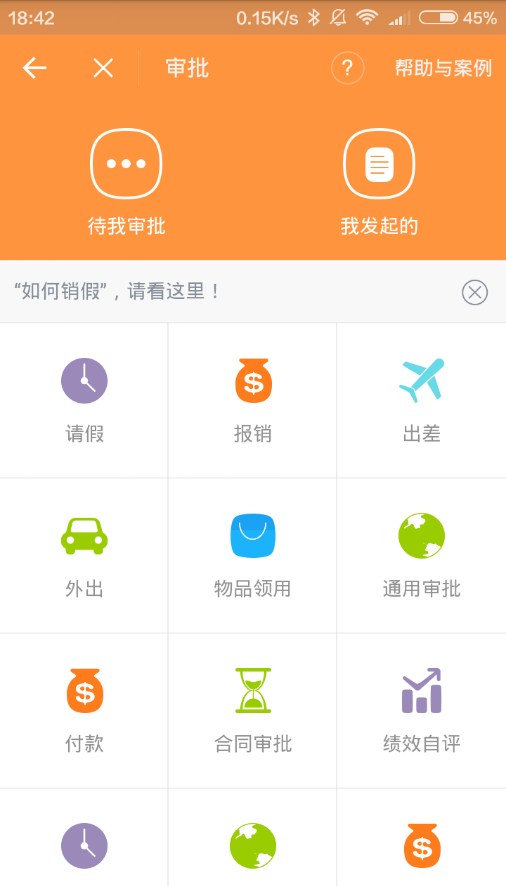 18:42 0.15K/s 45%
审批 ? 帮助与案例
待我审批 我发起的
“如何销假”，请看这里！
请假 报销 出差
外出 物品领用 通用审批
付款 合同审批 绩效自评